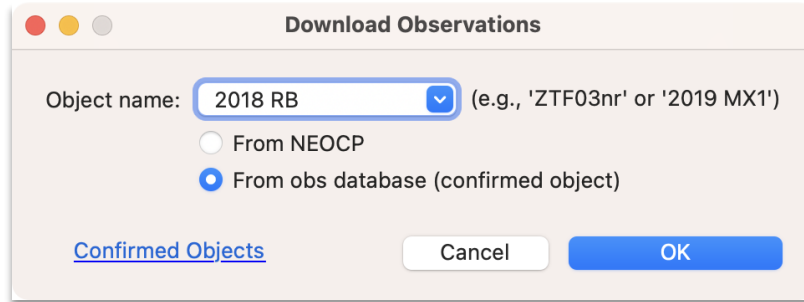 Download Observations
Object name: 2018 RB (e.g., 'ZTF03nr' or '2019 MX1')
From NEOCP
From obs database (confirmed object)
Confirmed Objects Cancel OK